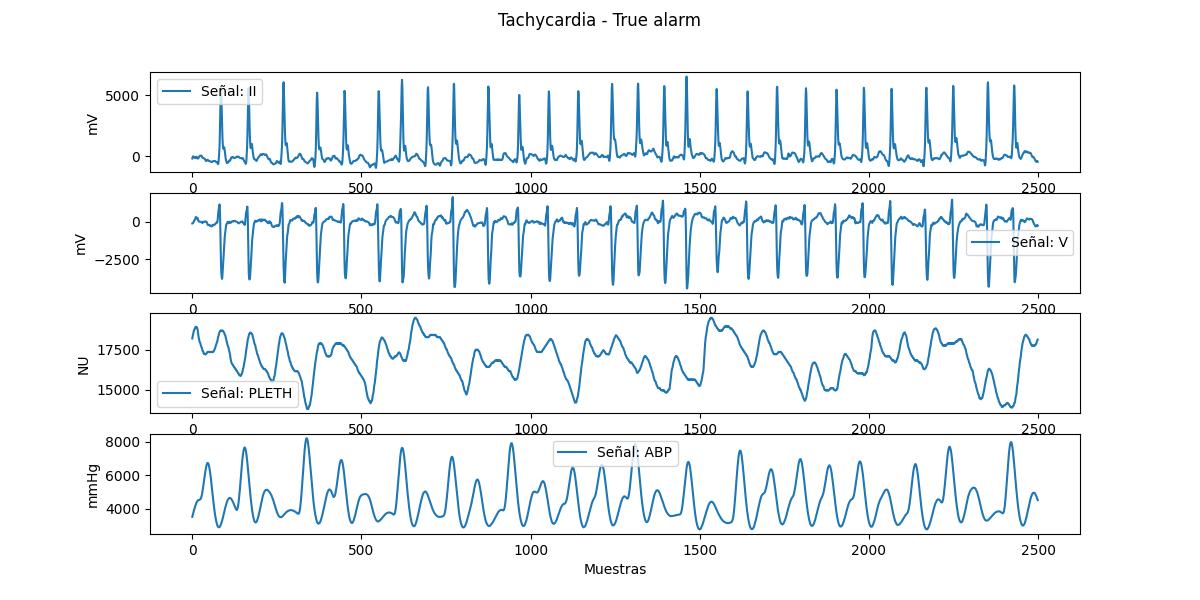 Tachycardia - True alarm
mV
5000
0
Señal: II
0 500 1000 1500 2000 2500
mV
0
−2500
Señal: V
0 500 1000 1500 2000 2500
NU
17500
15000
Señal: PLETH
0 500 1000 1500 2000 2500
mmHg
8000
6000
4000
Señal: ABP
0 500 1000 1500 2000 2500
Muestras